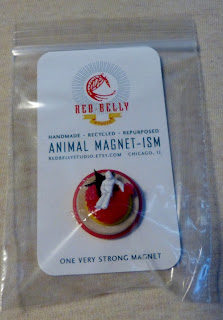 RED BELLY
HANDMADE - RECYCLED - REPURPOSED
ANIMAL MAGNET-ISM
REDBELLYSTUDIO.ETSY.COM CHICAGO, IL
ONE VERY STRONG MAGNET